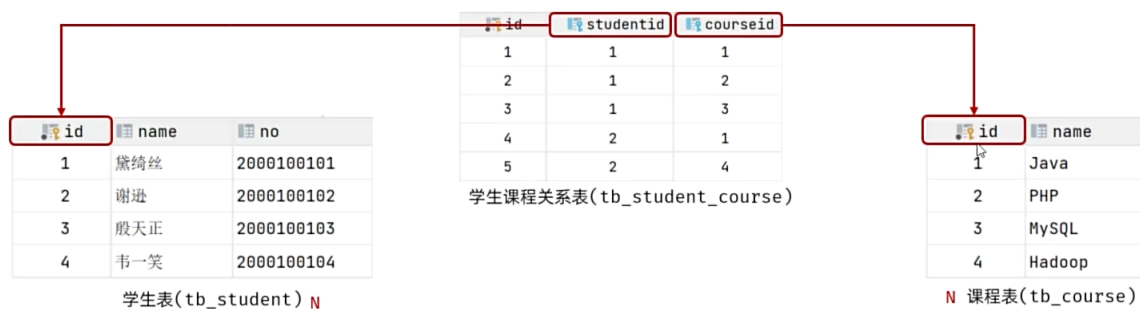 id studentid courseid
1 1 1
2 1 2
3 1 3
4 2 1
5 2 4
学生课程关系表(tb_student_course)
id name no
1 黛绮丝 2000100101
2 谢逊 2000100102
3 殷天正 2000100103
4 韦一笑 2000100104
学生表(tb_student) N
id name
1 Java
2 PHP
3 MySQL
4 Hadoop
N 课程表(tb_course)